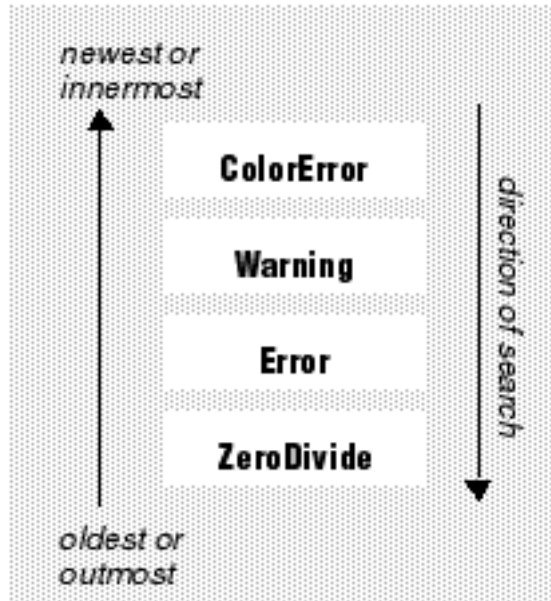 newest or
innermost
ColorError
Warning
Error
ZeroDivide
direction of search
oldest or
outmost